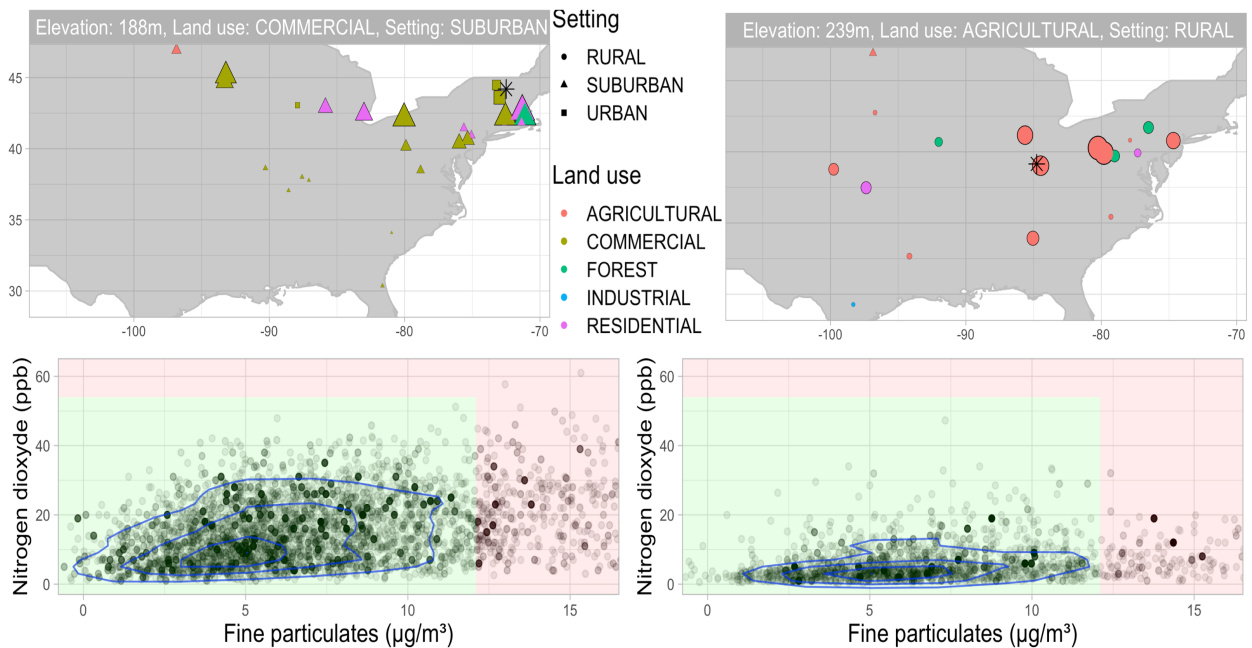 Elevation: 188m, Land use: COMMERCIAL, Setting: SUBURBAN
45
40
35
30
-100
-90
-80
-70
Setting
RURAL
SUBURBAN
URBAN
Land use
AGRICULTURAL
COMMERCIAL
FOREST
INDUSTRIAL
RESIDENTIAL
Elevation: 239m, Land use: AGRICULTURAL, Setting: RURAL
-100
-90
-80
-70
Nitrogen dioxyde (ppb)
60
40
20
0
0
5
10
15
Fine particulates (µg/m³)
Nitrogen dioxyde (ppb)
60
40
20
0
0
5
10
15
Fine particulates (µg/m³)